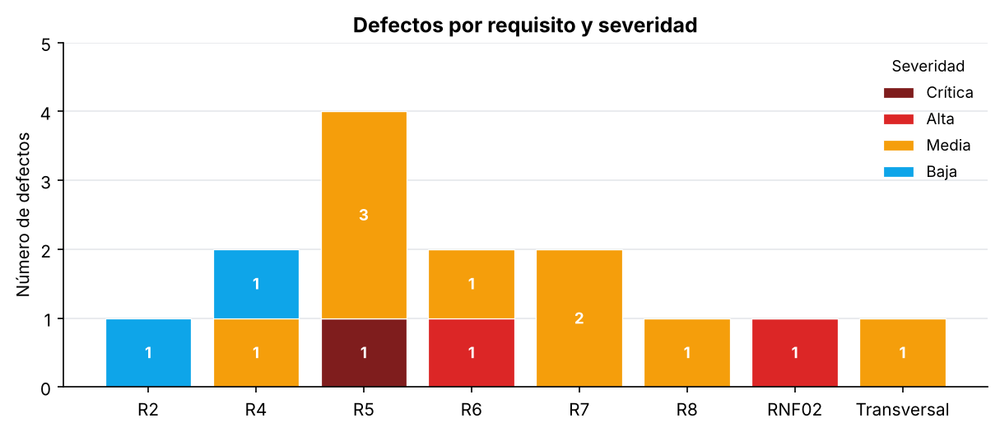 Defectos por requisito y severidad
Número de defectos
5
4
3
2
1
0
Severidad
Crítica
Alta
Media
Baja
1
1
1
3
1
1
1
2
1
1
1
R2 R4 R5 R6 R7 R8 RNF02 Transversal